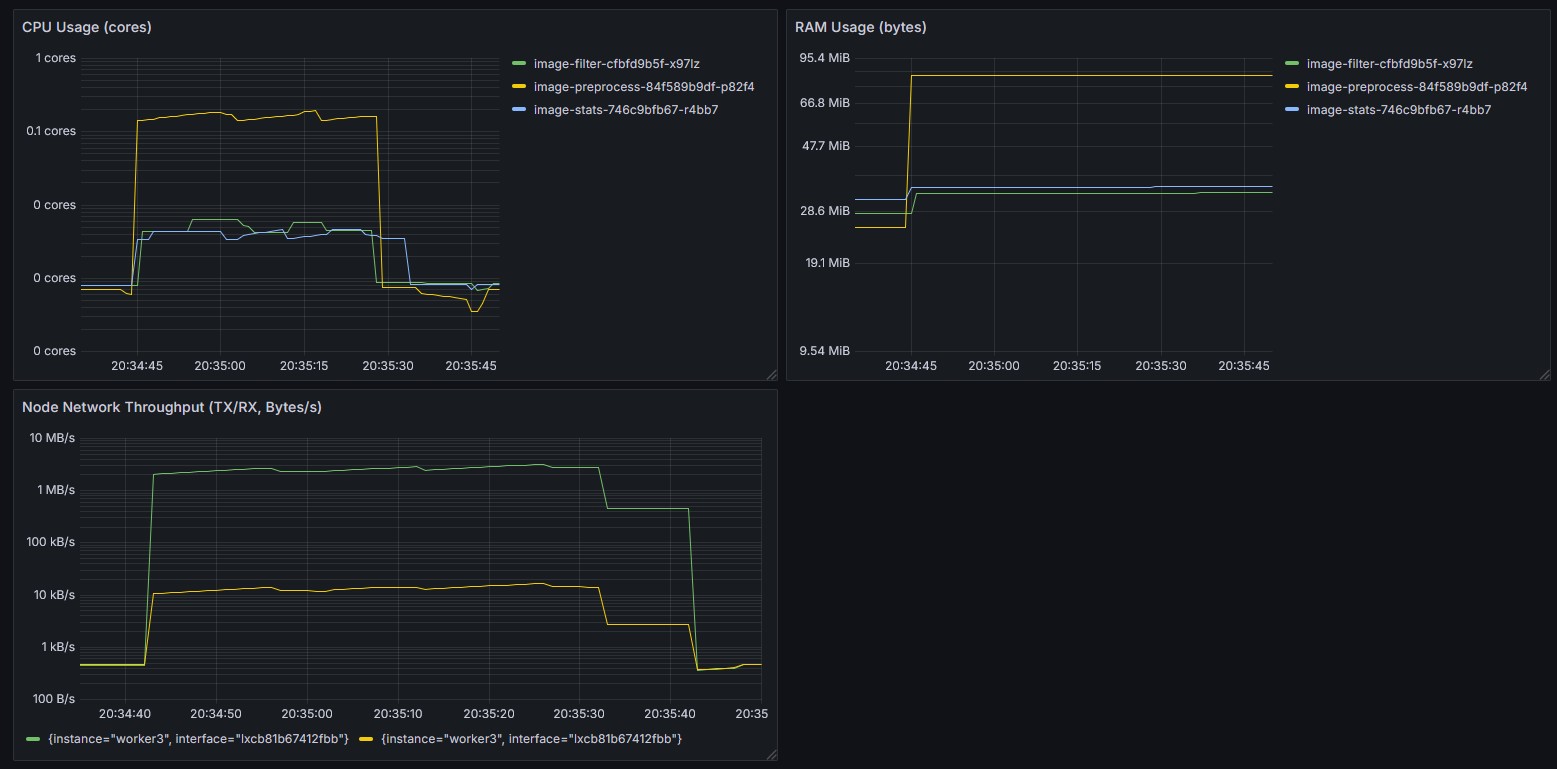 CPU Usage (cores)
1 cores
0.1 cores
0 cores
0 cores
0 cores
20:34:45 20:35:00 20:35:15 20:35:30 20:35:45
image-filter-cfbfd9b5f-x97lz
image-preprocess-84f589b9df-p82f4
image-stats-746c9bfb67-r4bb7
RAM Usage (bytes)
95.4 MiB
66.8 MiB
47.7 MiB
28.6 MiB
19.1 MiB
9.54 MiB
20:34:45 20:35:00 20:35:15 20:35:30 20:35:45
image-filter-cfbfd9b5f-x97lz
image-preprocess-84f589b9df-p82f4
image-stats-746c9bfb67-r4bb7
Node Network Throughput (TX/RX, Bytes/s)
10 MB/s
1 MB/s
100 kB/s
10 kB/s
1 kB/s
100 B/s
20:34:40 20:34:50 20:35:00 20:35:10 20:35:20 20:35:30 20:35:40 20:35
{instance="worker3", interface="lxcb81b67412fbb"} {instance="worker3", interface="lxcb81b67412fbb"}